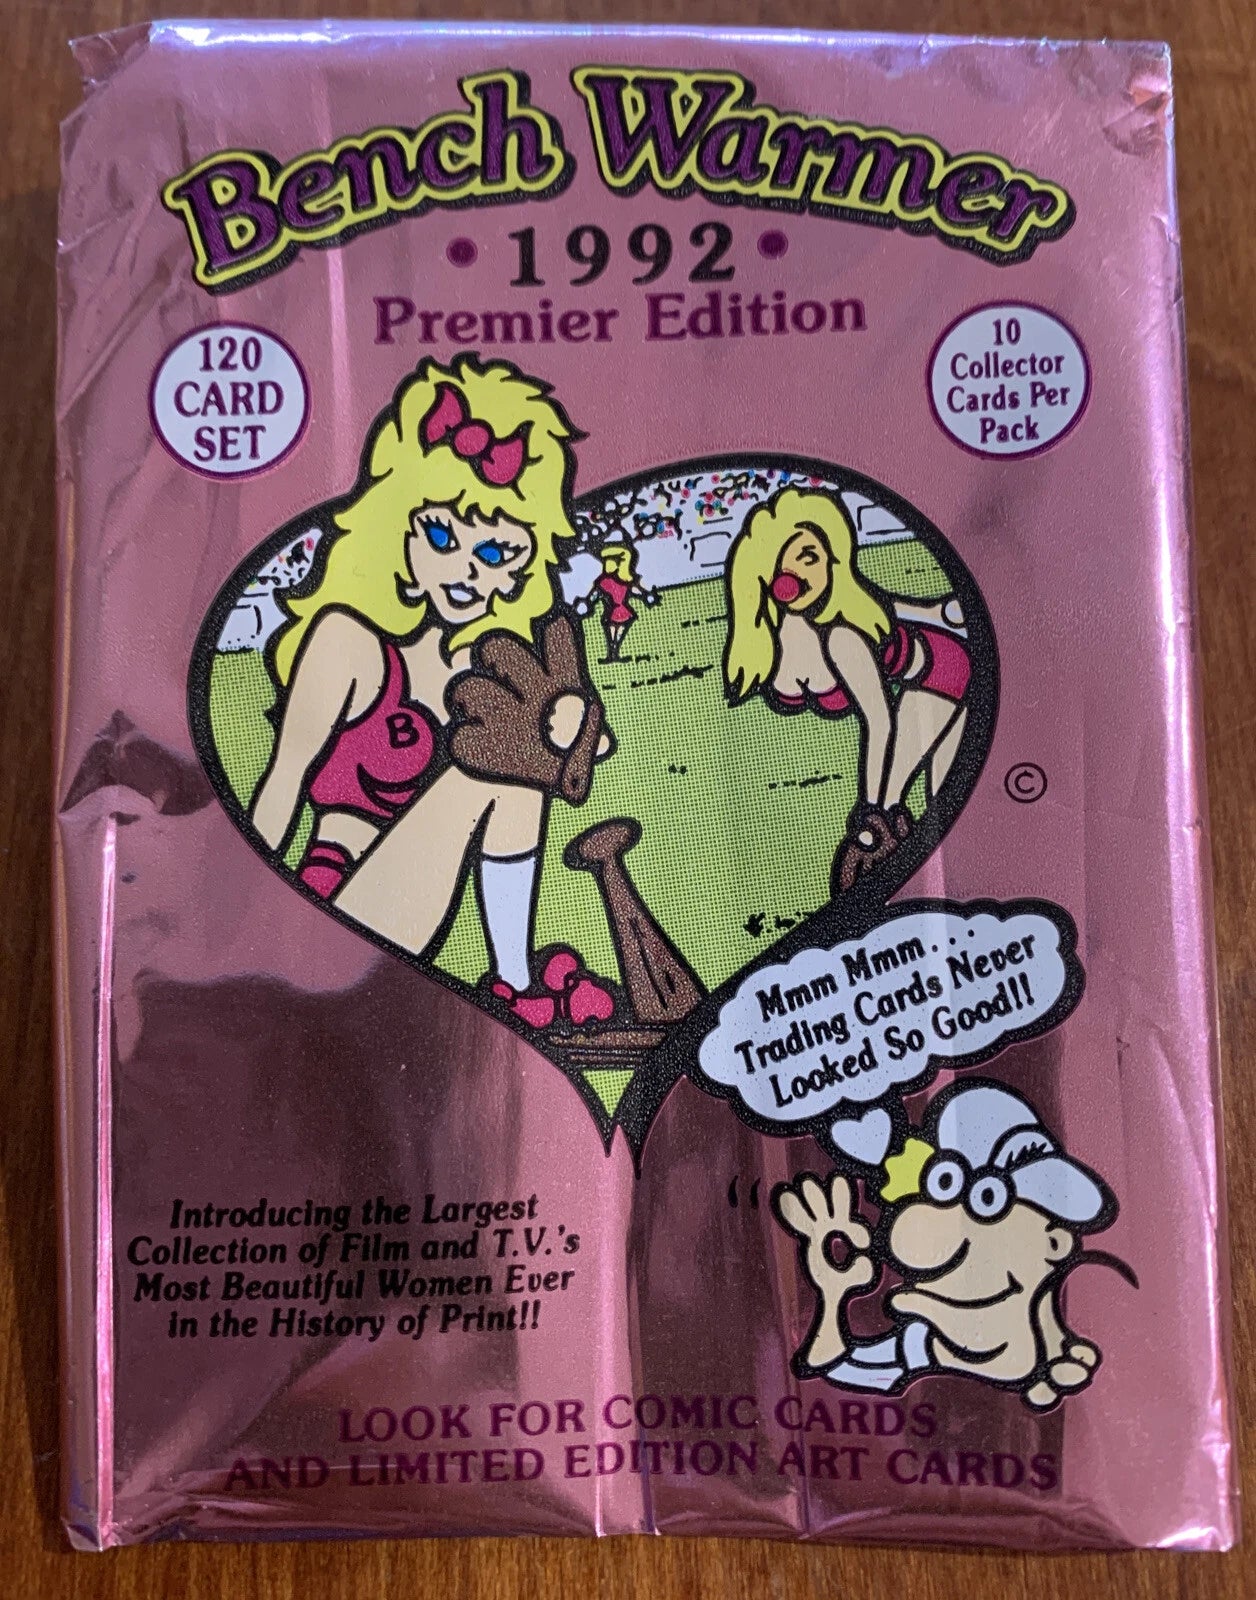 Bench Warmer
• 1992 •
Premier Edition
120
CARD
SET
10
Collector
Cards Per
Pack
B
©
Mmm Mmm...
Trading Cards Never
Looked So Good!!
Introducing the Largest
Collection of Film and T.V.'s
Most Beautiful Women Ever
in the History of Print!!
LOOK FOR COMIC CARDS
AND LIMITED EDITION ART CARDS